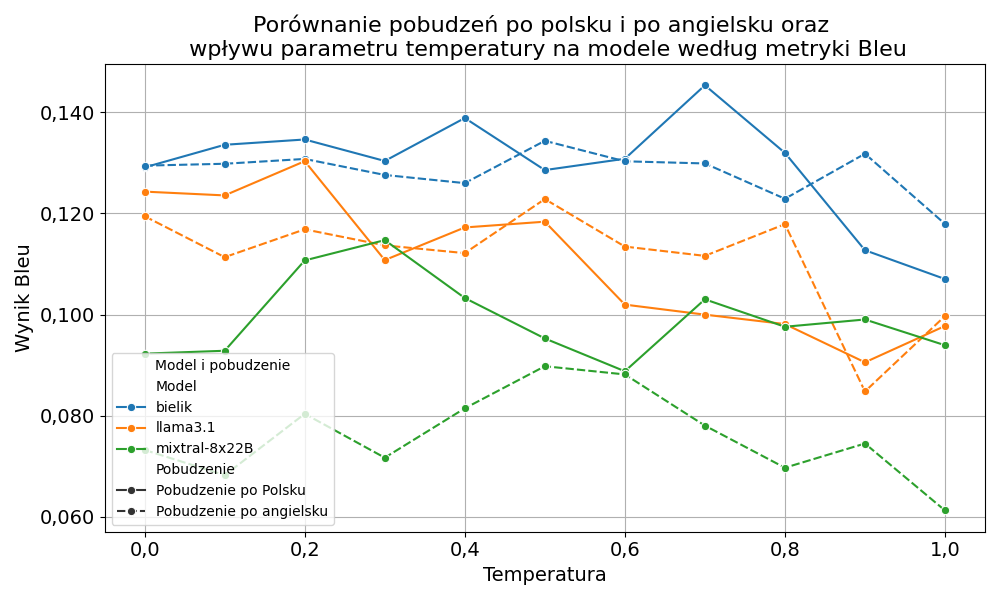 Porównanie pobudzeń po polsku i po angielsku oraz
wpływu parametru temperatury na modele według metryki Bleu
Wynik Bleu
0,140
0,120
0,100
0,080
0,060
Model i pobudzenie
Model
bielik
llama3.1
mixtral-8x22B
Pobudzenie
Pobudzenie po Polsku
Pobudzenie po angielsku
0,0
0,2
0,4
0,6
0,8
1,0
Temperatura